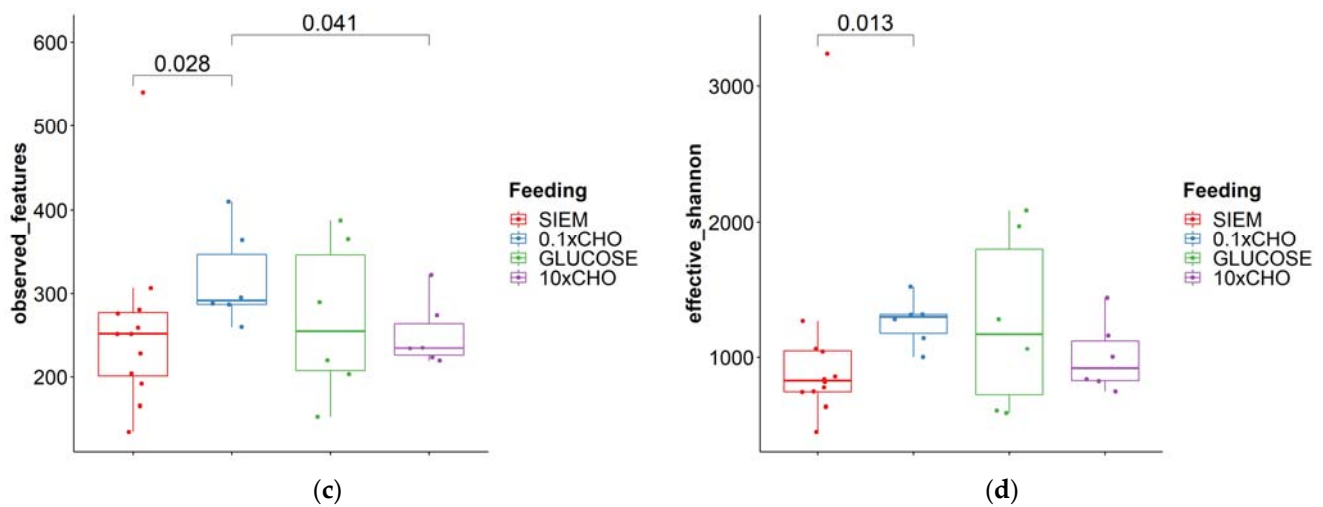 0.041
0.028
600
500
400
300
200
observed_features
Feeding
SIEM
0.1xCHO
GLUCOSE
10xCHO
(c)
0.013
3000
2000
1000
effective_shannon
Feeding
SIEM
0.1xCHO
GLUCOSE
10xCHO
(d)